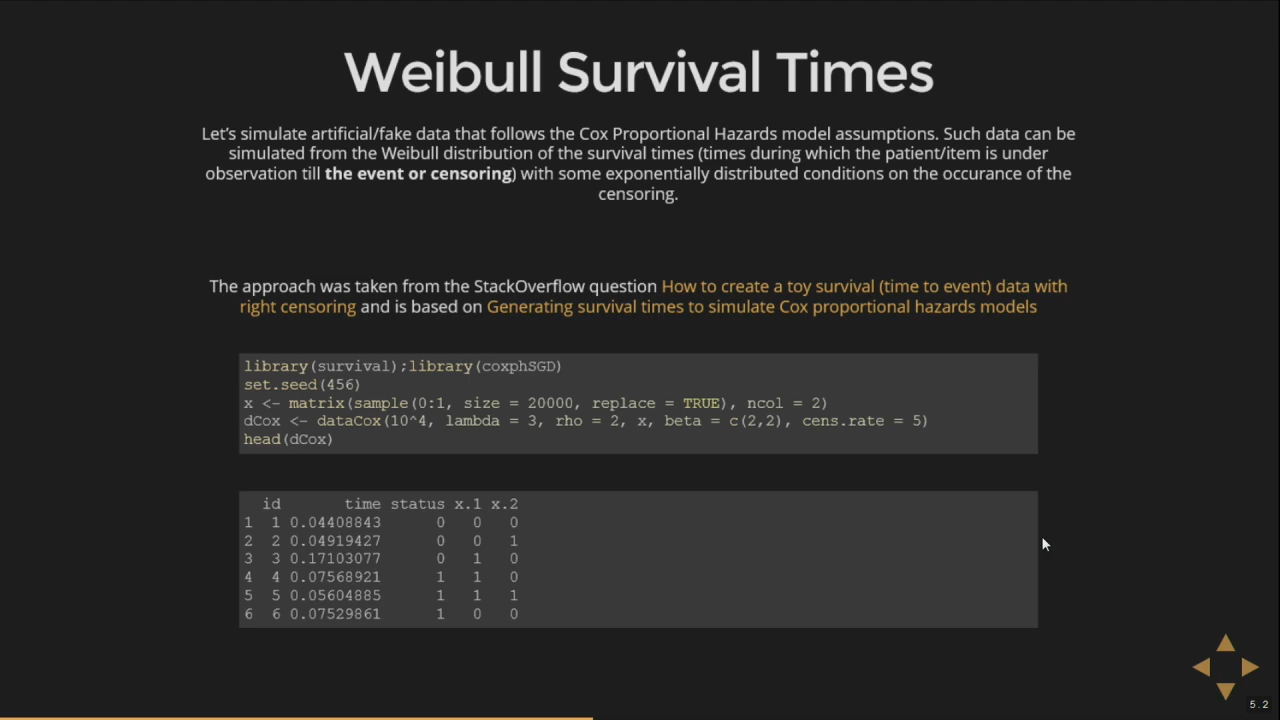 Weibull Survival Times
Let's simulate artificial/fake data that follows the Cox Proportional Hazards model assumptions. Such data can be
simulated from the Weibull distribution of the survival times (times during which the patient/item is under
observation till the event or censoring) with some exponentially distributed conditions on the occurance of the
censoring.
The approach was taken from the StackOverflow question How to create a toy survival (time to event) data with
right censoring and is based on Generating survival times to simulate Cox proportional hazards models
library(survival);library(coxphSGD)
set.seed(456)
x <- matrix(sample(0:1, size = 20000, replace = TRUE), ncol = 2)
dCox <- dataCox(10^4, lambda = 3, rho = 2, x, beta = c(2,2), cens.rate = 5)
head(dCox)
  id       time status x.1 x.2
1  1 0.04408843      0   0   0
2  2 0.04919427      0   0   1
3  3 0.17103077      0   1   0
4  4 0.07568921      1   1   0
5  5 0.05604885      1   1   1
6  6 0.07529861      1   0   0
5.2